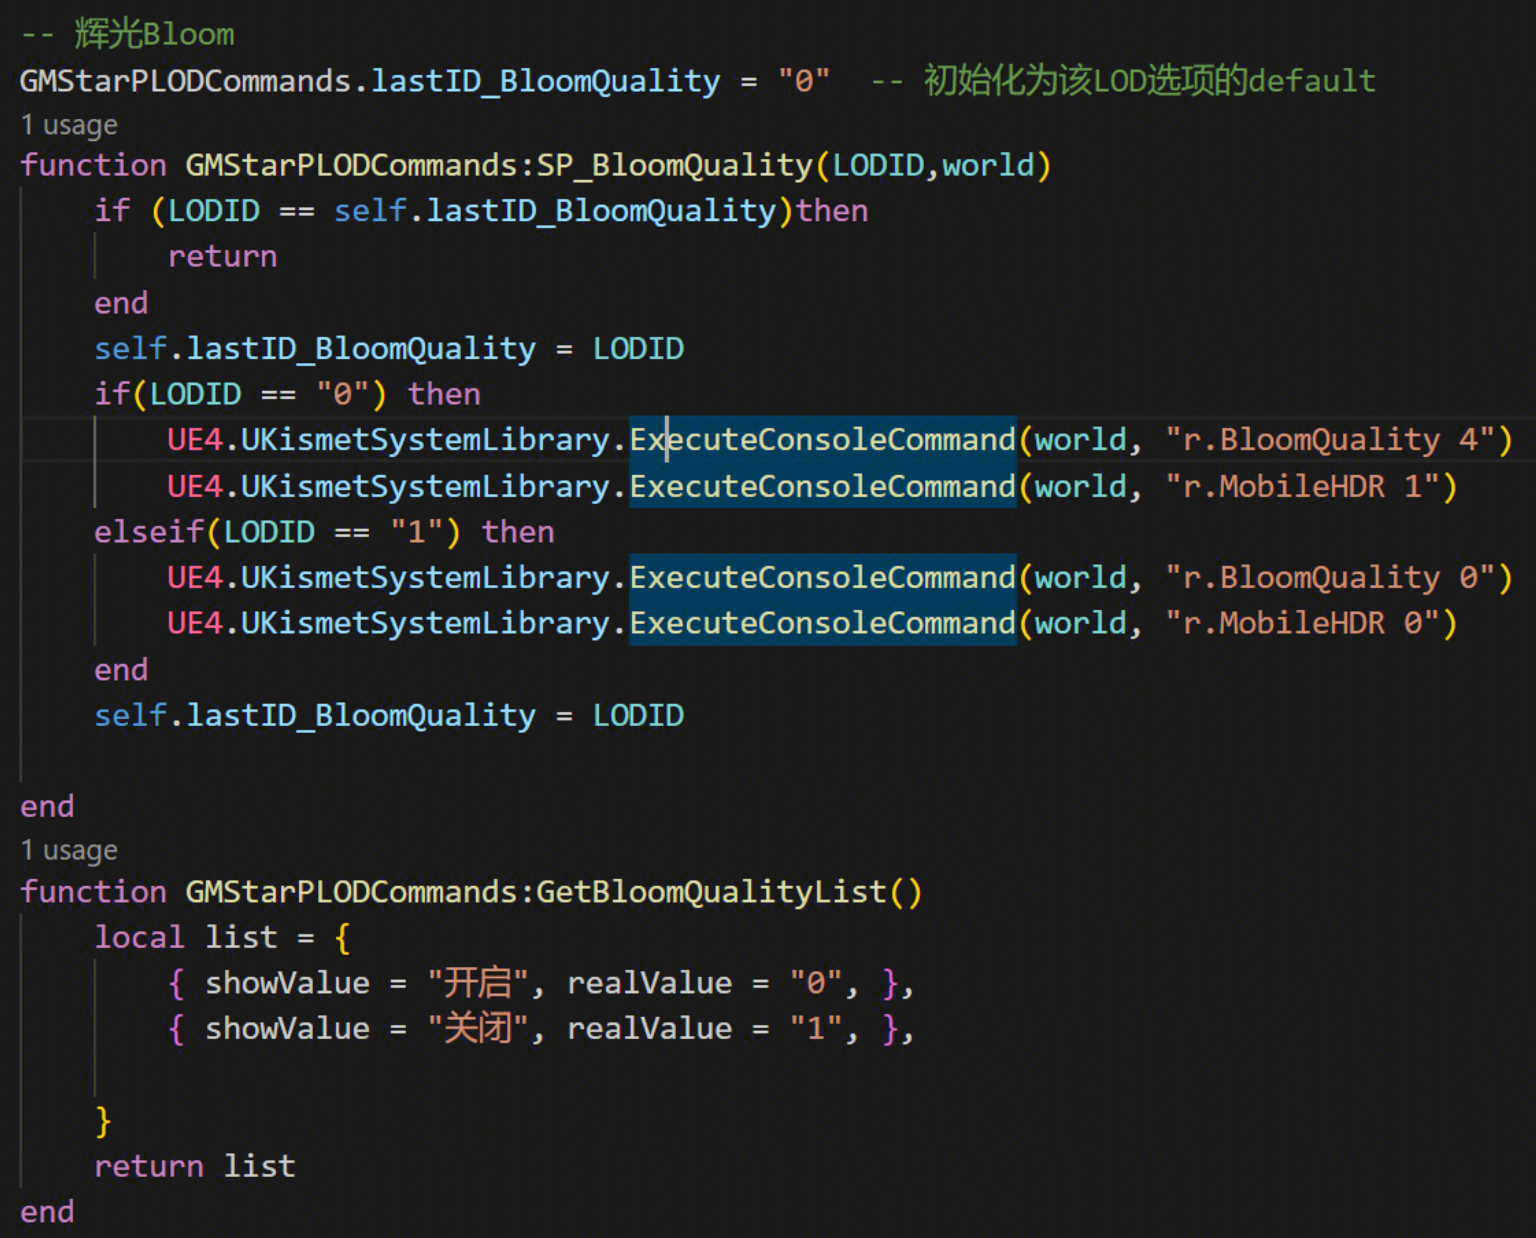 -- 辉光Bloom
GMStarPLODCommands.lastID_BloomQuality = "0"  -- 初始化为该LOD选项的default
1 usage
function GMStarPLODCommands:SP_BloomQuality(LODID,world)
    if (LODID == self.lastID_BloomQuality)then
        return
    end
    self.lastID_BloomQuality = LODID
    if(LODID == "0") then
        UE4.UKismetSystemLibrary.ExecuteConsoleCommand(world, "r.BloomQuality 4")
        UE4.UKismetSystemLibrary.ExecuteConsoleCommand(world, "r.MobileHDR 1")
    elseif(LODID == "1") then
        UE4.UKismetSystemLibrary.ExecuteConsoleCommand(world, "r.BloomQuality 0")
        UE4.UKismetSystemLibrary.ExecuteConsoleCommand(world, "r.MobileHDR 0")
    end
    self.lastID_BloomQuality = LODID
end
1 usage
function GMStarPLODCommands:GetBloomQualityList()
    local list = {
        { showValue = "开启", realValue = "0", },
        { showValue = "关闭", realValue = "1", },
    }
    return list
end